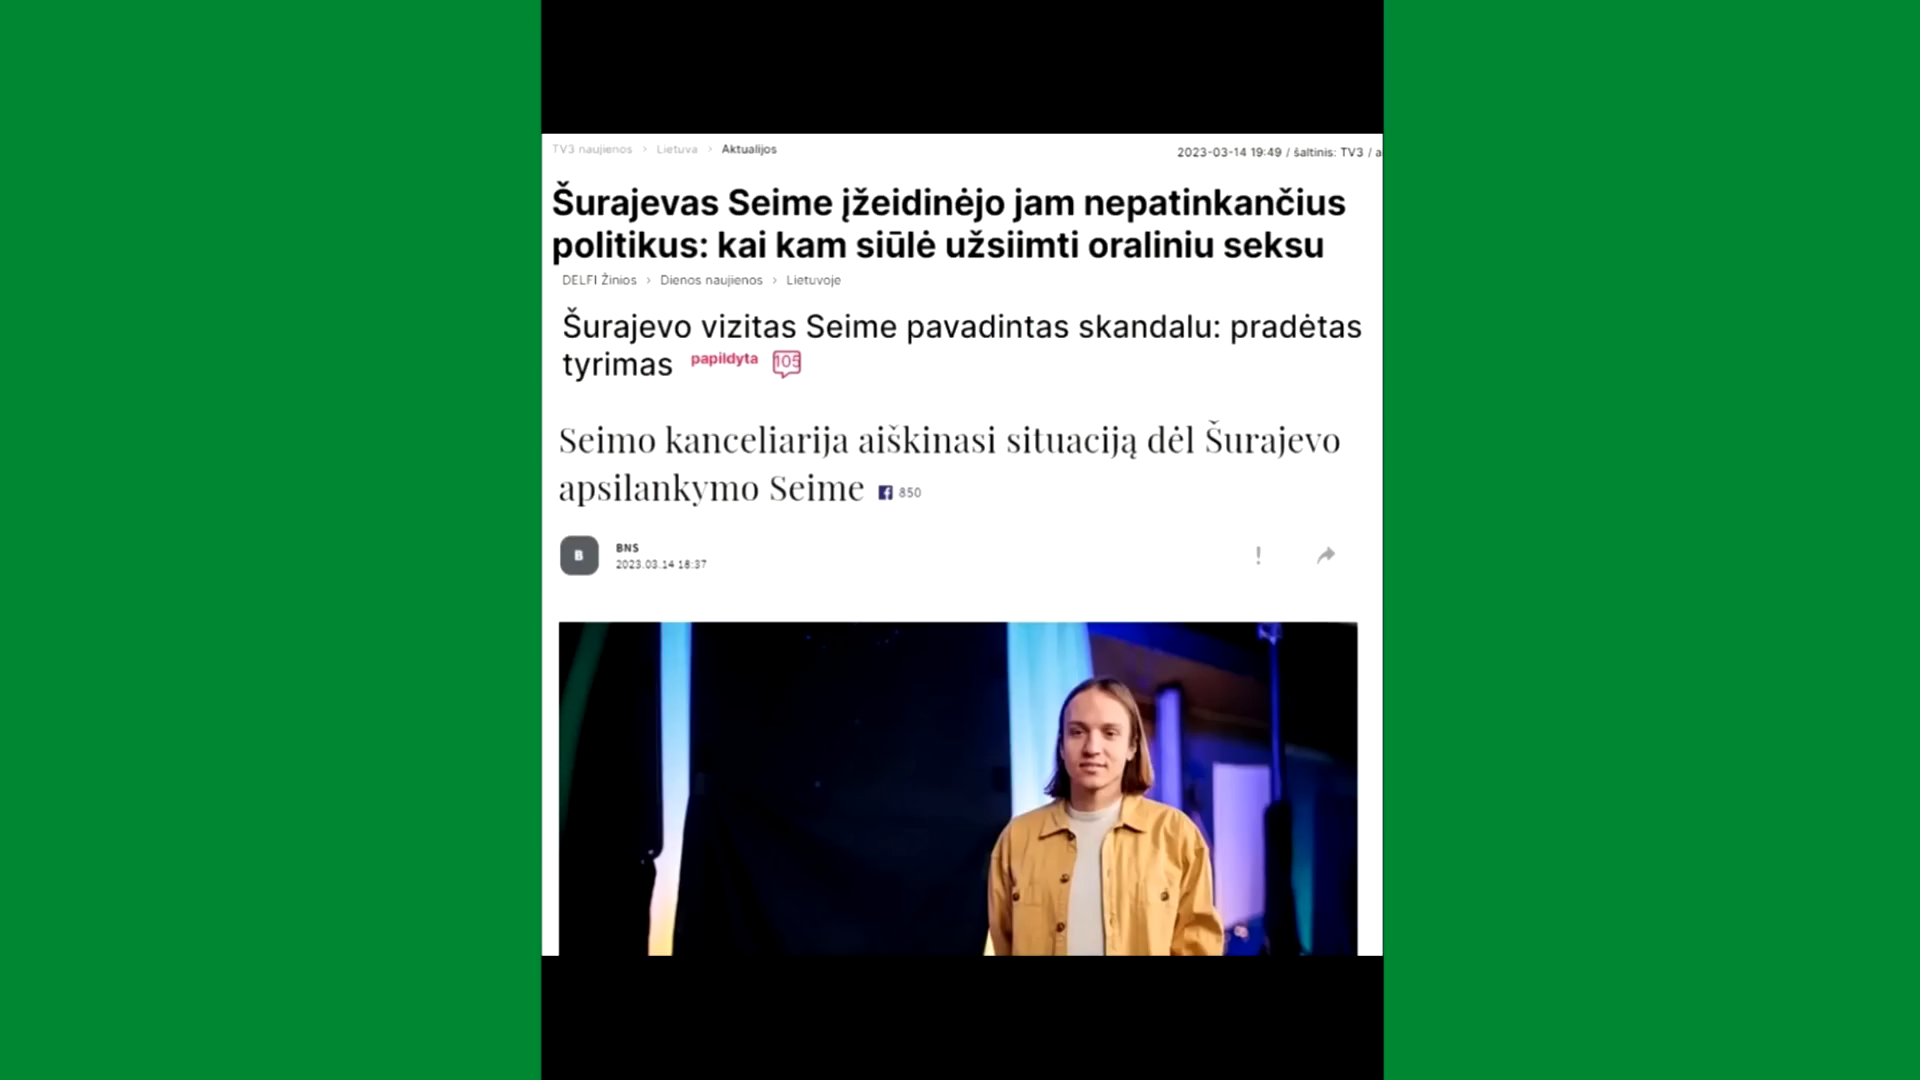 TV3 naujienos > Lietuva > Aktualijos
2023-03-14 19:49 / šaltinis: TV3 / a
Šurajevas Seime įžeidinėjo jam nepatinkančius
politikus: kai kam siūlė užsiimti oraliniu seksu
DELFI Žinios > Dienos naujienos > Lietuvoje
Šurajevo vizitas Seime pavadintas skandalu: pradėtas
tyrimas papildyta 105
Seimo kanceliarija aiškinasi situaciją dėl Šurajevo
apsilankymo Seime f 850
B BNS
2023.03.14 18:37